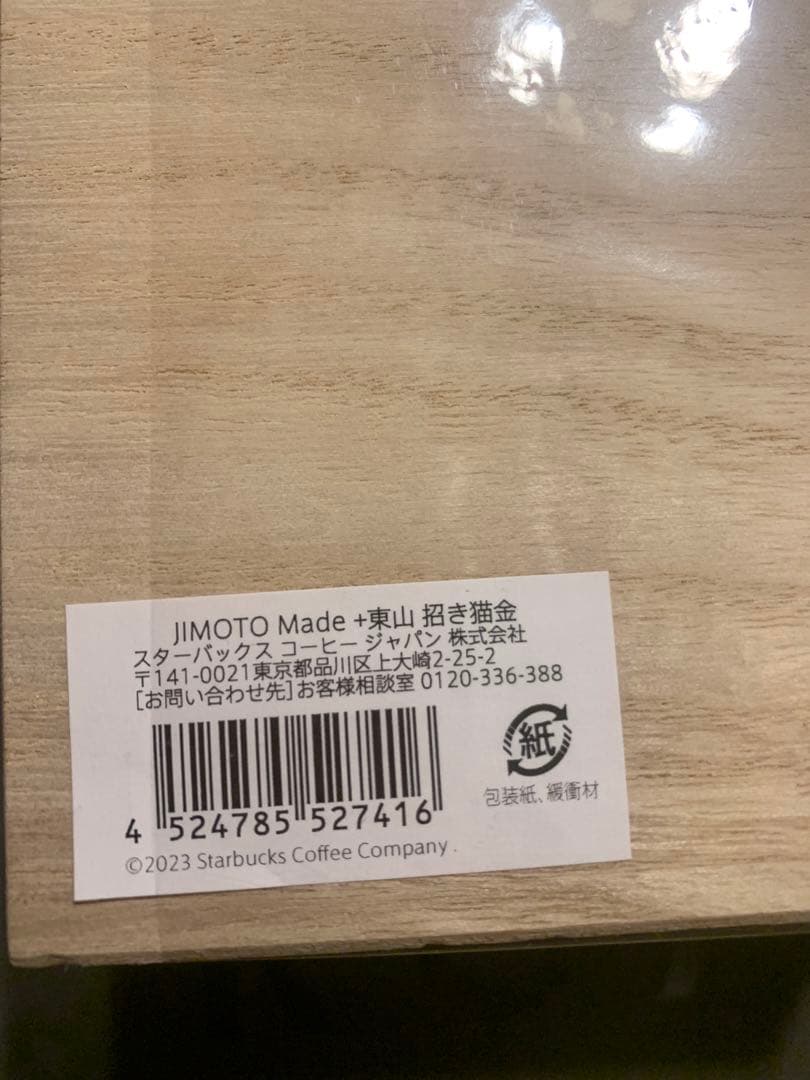 JIMOTO Made +東山 招き猫金
スターバックス コーヒー ジャパン 株式会社
〒141-0021東京都品川区上大崎2-25-2
[お問い合わせ先]お客様相談室 0120-336-388
紙
包装紙、緩衝材
4 524785 527416
©2023 Starbucks Coffee Company .